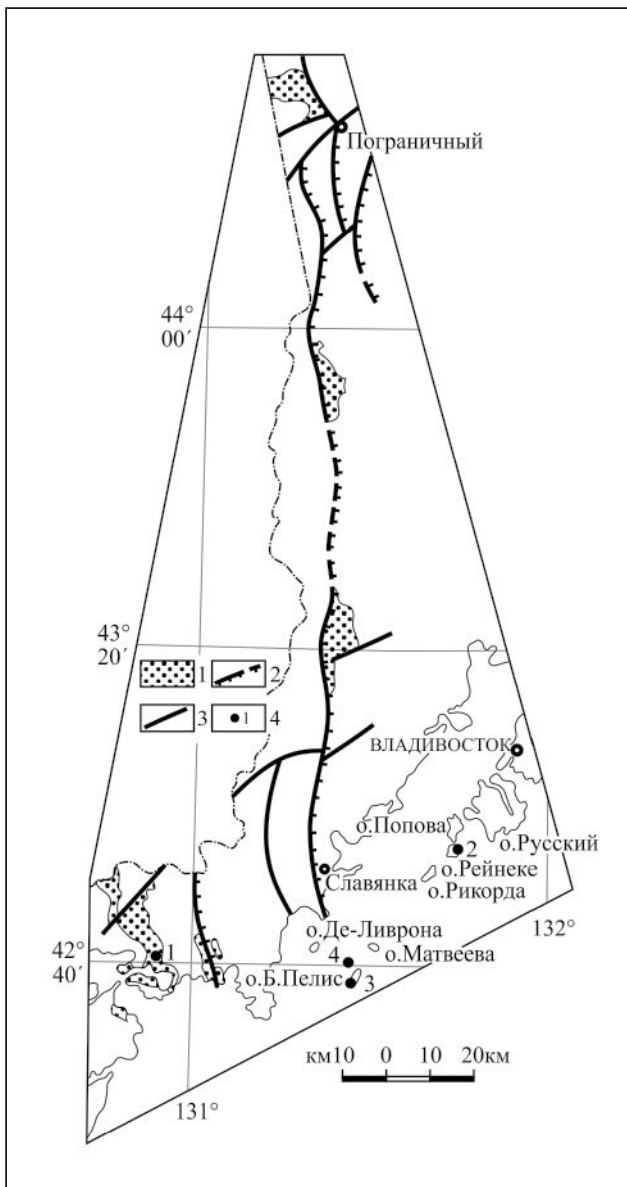 Пограничный
44°
00´
43°
20´
1 2
3 1 4
ВЛАДИВОСТОК
о.Попова
2
о.Русский
о.Рейнеке
Славянка
о.Рикорда
132°
о.Де-Ливрона
1
42°
40´
4
о.Матвеева
о.Б.Пелис
3
км10 0 10 20км
131°